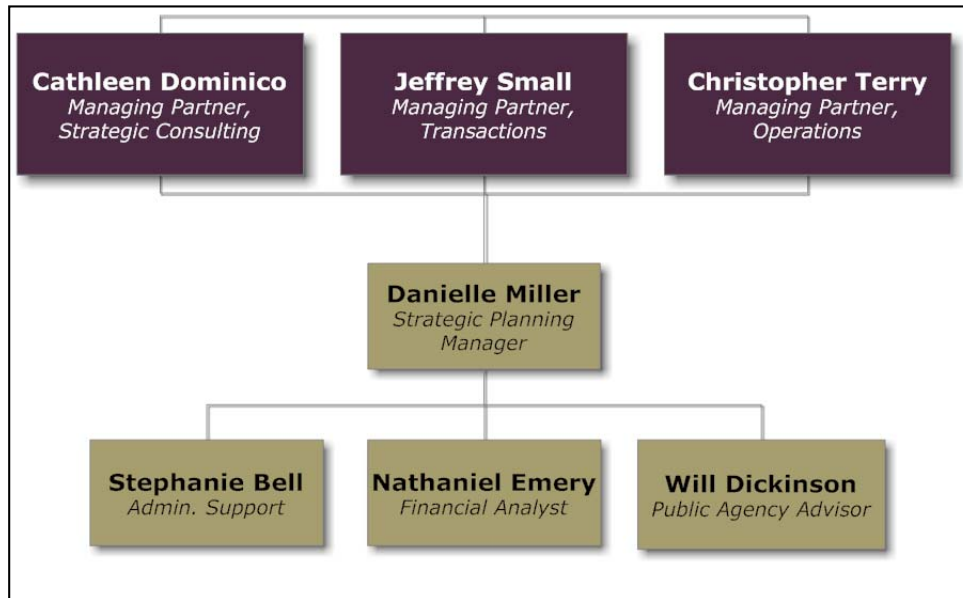 Cathleen Dominico
Managing Partner,
Strategic Consulting
Jeffrey Small
Managing Partner,
Transactions
Christopher Terry
Managing Partner,
Operations
Danielle Miller
Strategic Planning
Manager
Stephanie Bell
Admin. Support
Nathaniel Emery
Financial Analyst
Will Dickinson
Public Agency Advisor